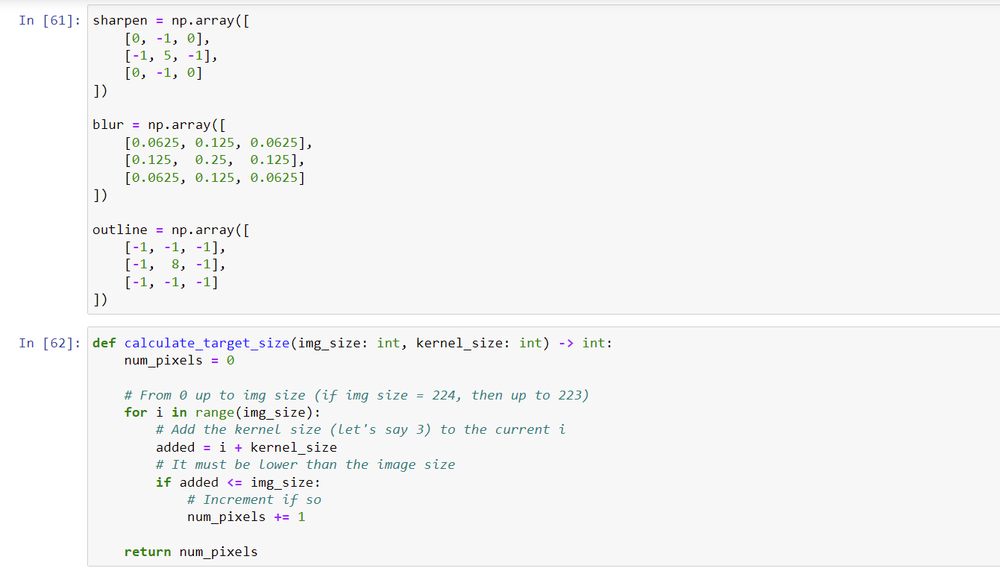 In [61]: sharpen = np.array([
    [0, -1, 0],
    [-1, 5, -1],
    [0, -1, 0]
])

blur = np.array([
    [0.0625, 0.125, 0.0625],
    [0.125,  0.25,  0.125],
    [0.0625, 0.125, 0.0625]
])

outline = np.array([
    [-1, -1, -1],
    [-1,  8, -1],
    [-1, -1, -1]
])

In [62]: def calculate_target_size(img_size: int, kernel_size: int) -> int:
    num_pixels = 0

    # From 0 up to img size (if img size = 224, then up to 223)
    for i in range(img_size):
        # Add the kernel size (let's say 3) to the current i
        added = i + kernel_size
        # It must be lower than the image size
        if added <= img_size:
            # Increment if so
            num_pixels += 1

    return num_pixels